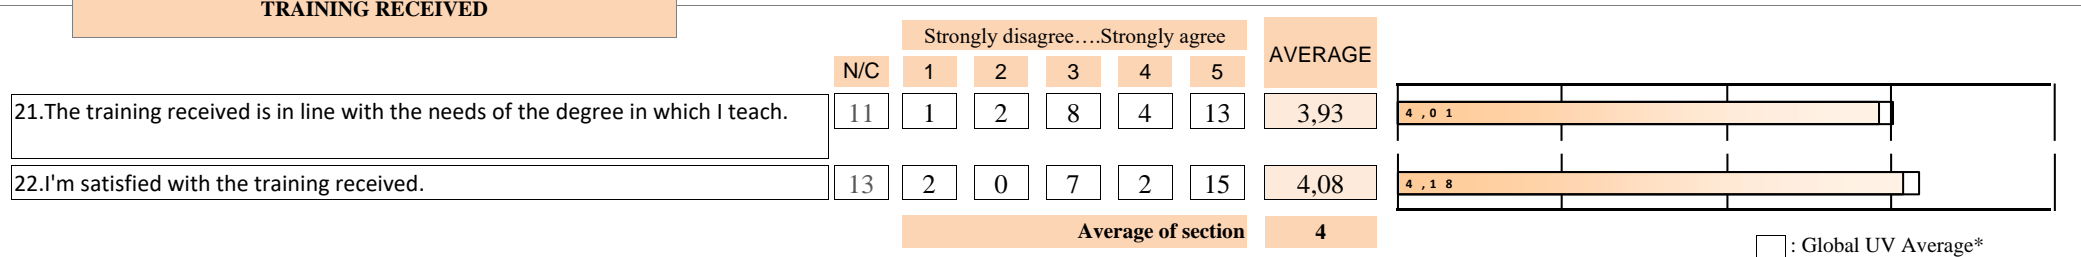 TRAINING RECEIVED
Strongly disagree….Strongly agree
AVERAGE
N/C 1 2 3 4 5
21.The training received is in line with the needs of the degree in which I teach. 11 1 2 8 4 13 3,93 4,01
22.I'm satisfied with the training received. 13 2 0 7 2 15 4,08 4,18
Average of section 4
: Global UV Average*